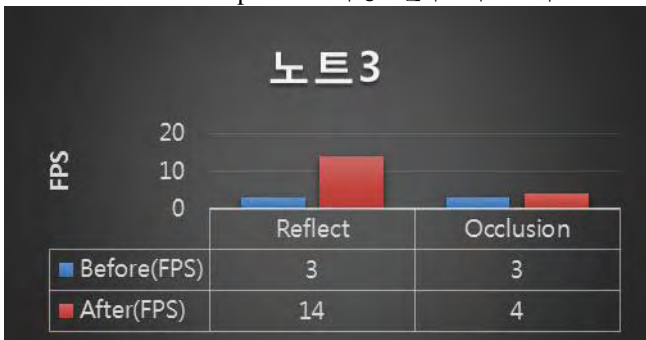 노트3
FPS
20
10
0
Reflect Occlusion
Before(FPS) 3 3
After(FPS) 14 4